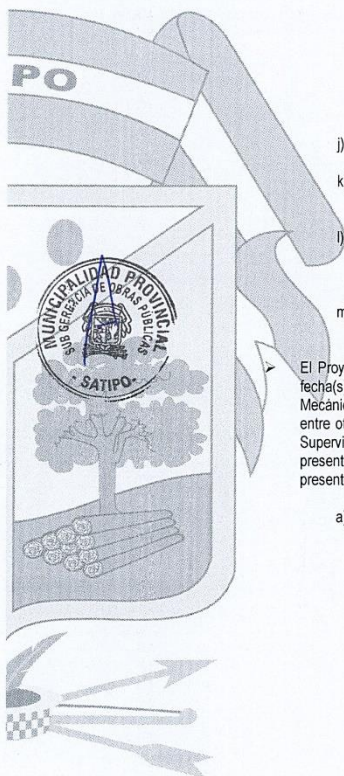 PO
j)
k
l)
MUNICIPALIDAD PROVINCIAL
SUB GERENCIA DE OBRAS PÚBLICAS
- SATIPO -
m
➤ El Proy
fecha(s
Mecánic
entre ot
Supervi
present
present
a)